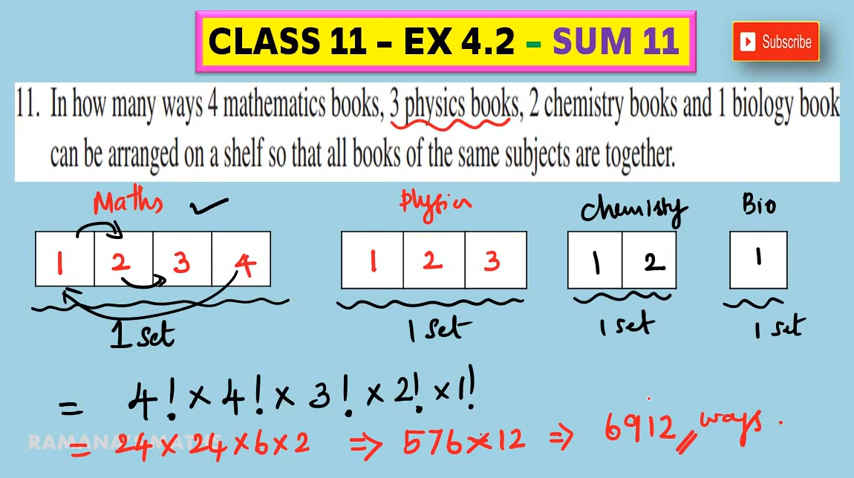 CLASS 11 – EX 4.2 – SUM 11
Subscribe
11. In how many ways 4 mathematics books, 3 physics books, 2 chemistry books and 1 biology book
can be arranged on a shelf so that all books of the same subjects are together.
Maths Physics Chemistry Bio
1 2 3 4 1 2 3 1 2 1
1 set 1 set 1 set 1 set
= 4! × 4! × 3! × 2! × 1!
RAMANA'S MATHS
= 24 × 24 × 6 × 2 ⇒ 576 × 12 ⇒ 6912 ways.